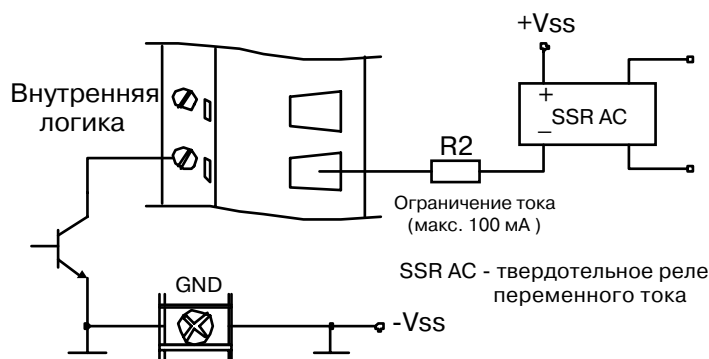 +Vss
Внутренняя
логика
+
SSR AC
–
R2
Ограничение тока
(макс. 100 мА )
SSR AC - твердотельное реле
переменного тока
GND
-Vss